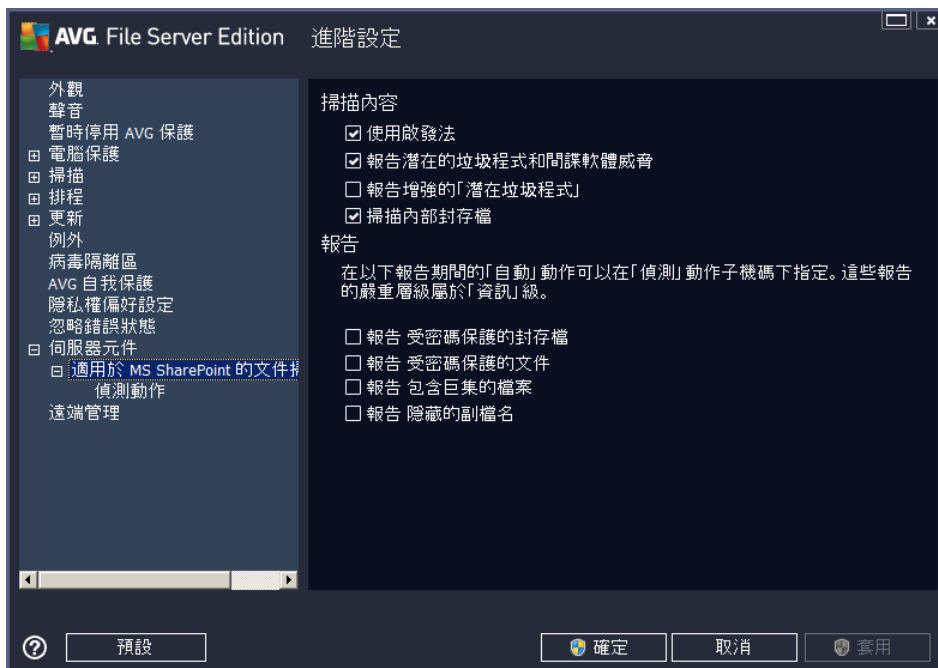 AVG. File Server Edition 進階設定
外觀
聲音
暫時停用 AVG 保護
電腦保護
掃描
排程
更新
例外
病毒隔離區
AVG 自我保護
隱私權偏好設定
忽略錯誤狀態
伺服器元件
適用於 MS SharePoint 的文件掃
偵測動作
遠端管理
掃描內容
使用啟發法
報告潛在的垃圾程式和間諜軟體威脅
報告增強的「潛在垃圾程式」
掃描內部封存檔
報告
在以下報告期間的「自動」動作可以在「偵測」動作子機碼下指定。這些報告
的嚴重層級屬於「資訊」級。
報告 受密碼保護的封存檔
報告 受密碼保護的文件
報告 包含巨集的檔案
報告 隱藏的副檔名
預設
確定
取消
套用